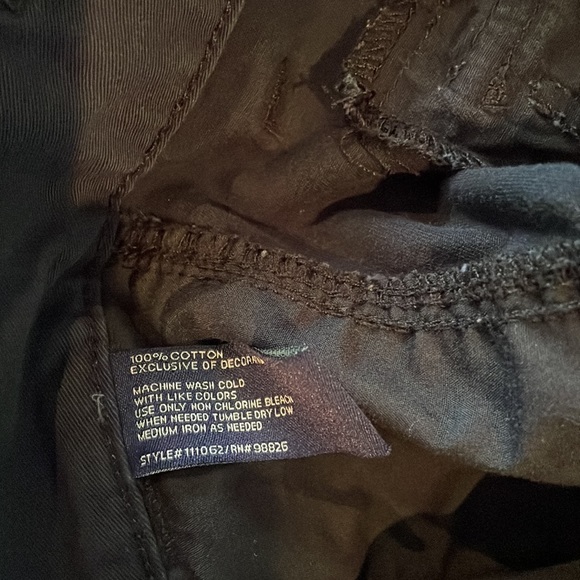 100% COTTON
EXCLUSIVE OF
MACHINE WASH COLD
WITH LIKE COLORS
USE ONLY NON CHLORINE BLEACH
WHEN NEEDED TUMBLE DRY LOW
MEDIUM IRON AS NEEDED
STYLE#111062/RN#98826